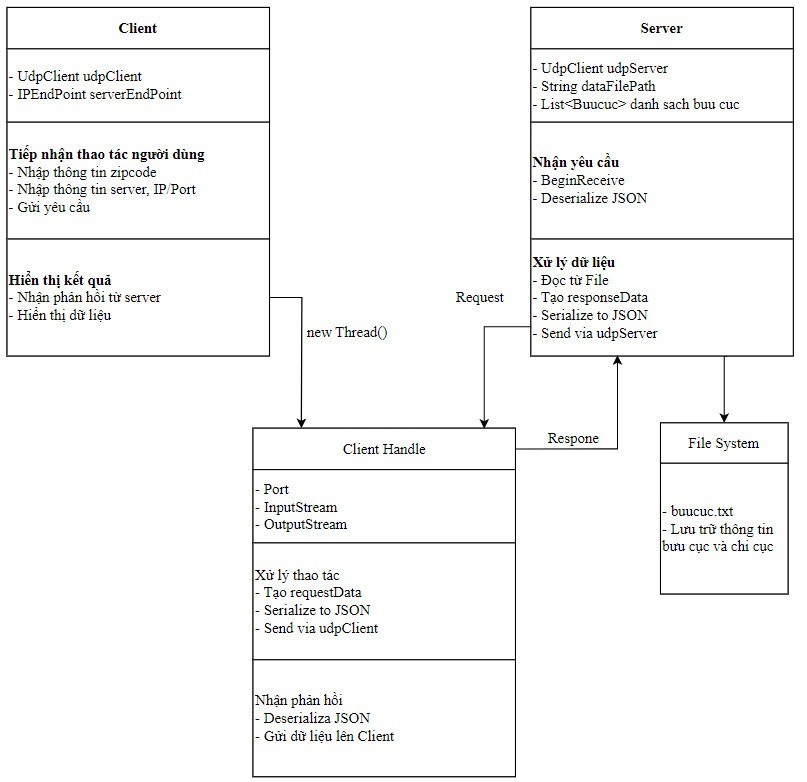 Client
- UdpClient udpClient
- IPEndPoint serverEndPoint
Tiếp nhận thao tác người dùng
- Nhập thông tin zipcode
- Nhập thông tin server, IP/Port
- Gửi yêu cầu
Hiển thị kết quả
- Nhận phản hồi từ server
- Hiển thị dữ liệu
new Thread()
Server
- UdpClient udpServer
- String dataFilePath
- List<Buucuc> danh sach buu cuc
Nhận yêu cầu
- BeginReceive
- Deserialize JSON
Xử lý dữ liệu
- Đọc từ File
- Tạo responseData
- Serialize to JSON
- Send via udpServer
Request
Respone
Client Handle
- Port
- InputStream
- OutputStream
Xử lý thao tác
- Tạo requestData
- Serialize to JSON
- Send via udpClient
Nhận phản hồi
- Deserializa JSON
- Gửi dữ liệu lên Client
File System
- buucuc.txt
- Lưu trữ thông tin
bưu cục và chi cục